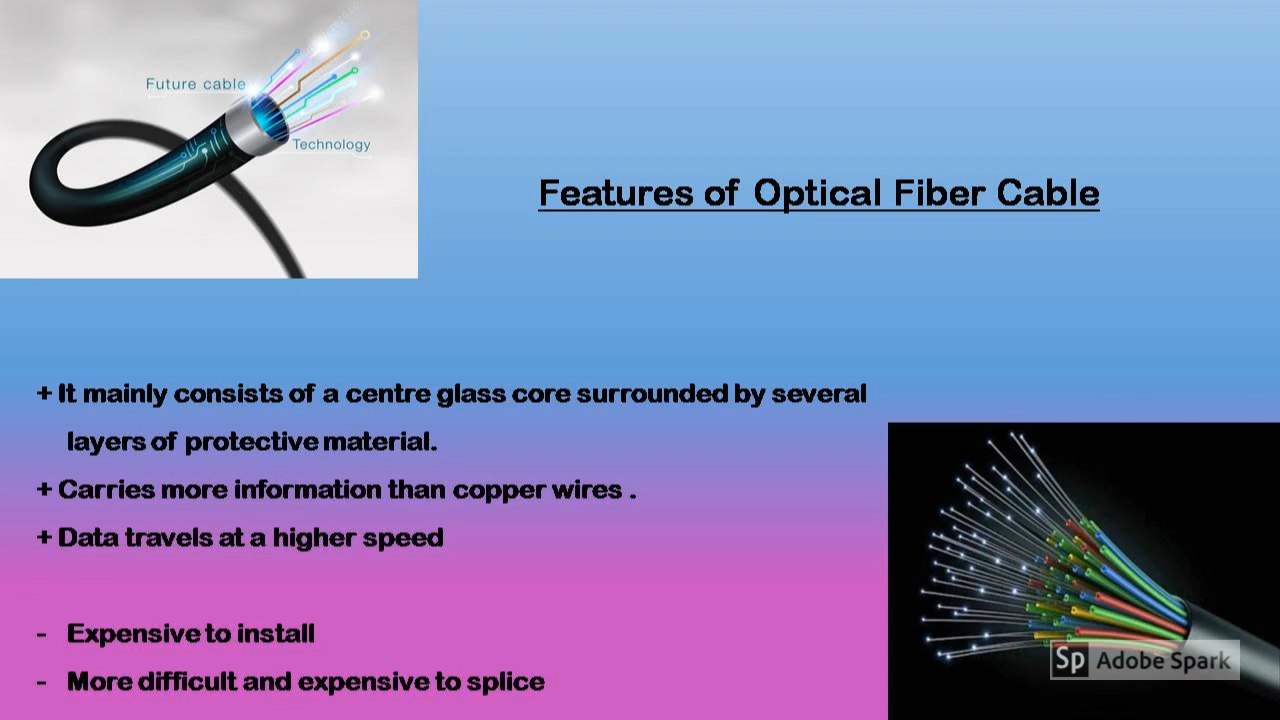 Future cable
Technology
Features of Optical Fiber Cable
+ It mainly consists of a centre glass core surrounded by several
layers of protective material.
+ Carries more information than copper wires .
+ Data travels at a higher speed
- Expensive to install
- More difficult and expensive to splice
Sp Adobe Spark